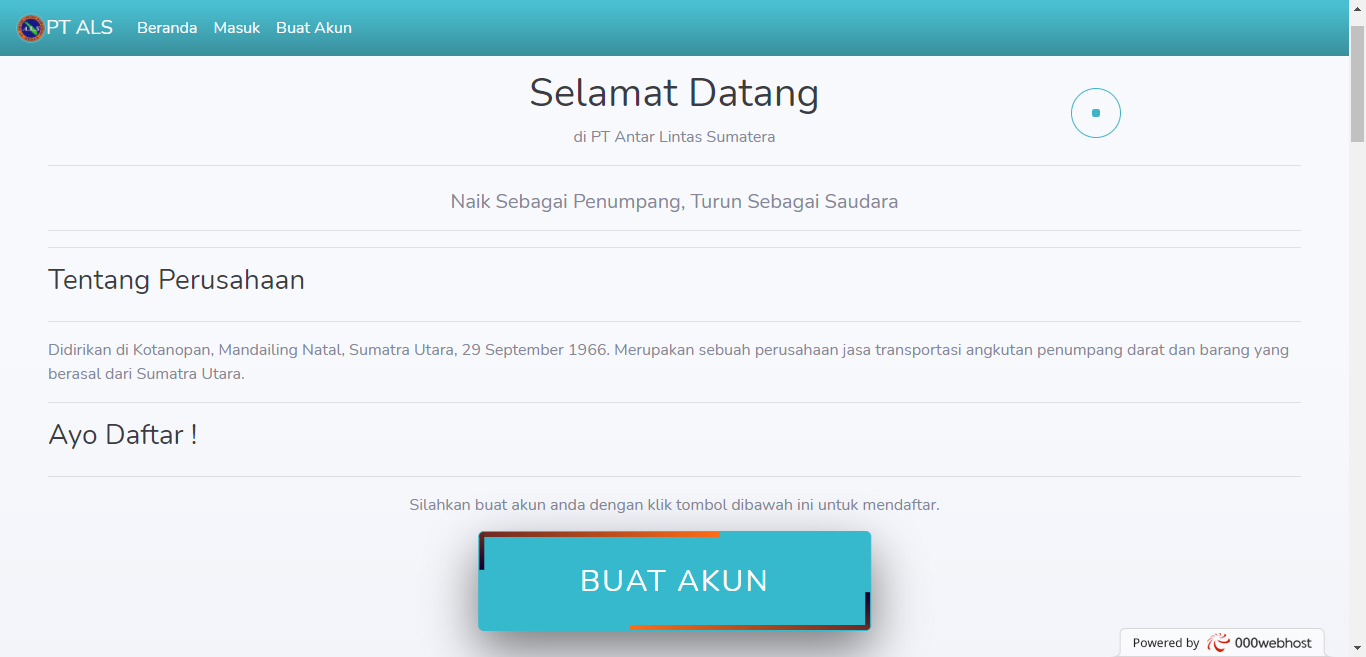 PT ALS Beranda Masuk Buat Akun
Selamat Datang
di PT Antar Lintas Sumatera
Naik Sebagai Penumpang, Turun Sebagai Saudara
Tentang Perusahaan
Didirikan di Kotanopan, Mandailing Natal, Sumatra Utara, 29 September 1966. Merupakan sebuah perusahaan jasa transportasi angkutan penumpang darat dan barang yang
berasal dari Sumatra Utara.
Ayo Daftar !
Silahkan buat akun anda dengan klik tombol dibawah ini untuk mendaftar.
BUAT AKUN
Powered by 000webhost